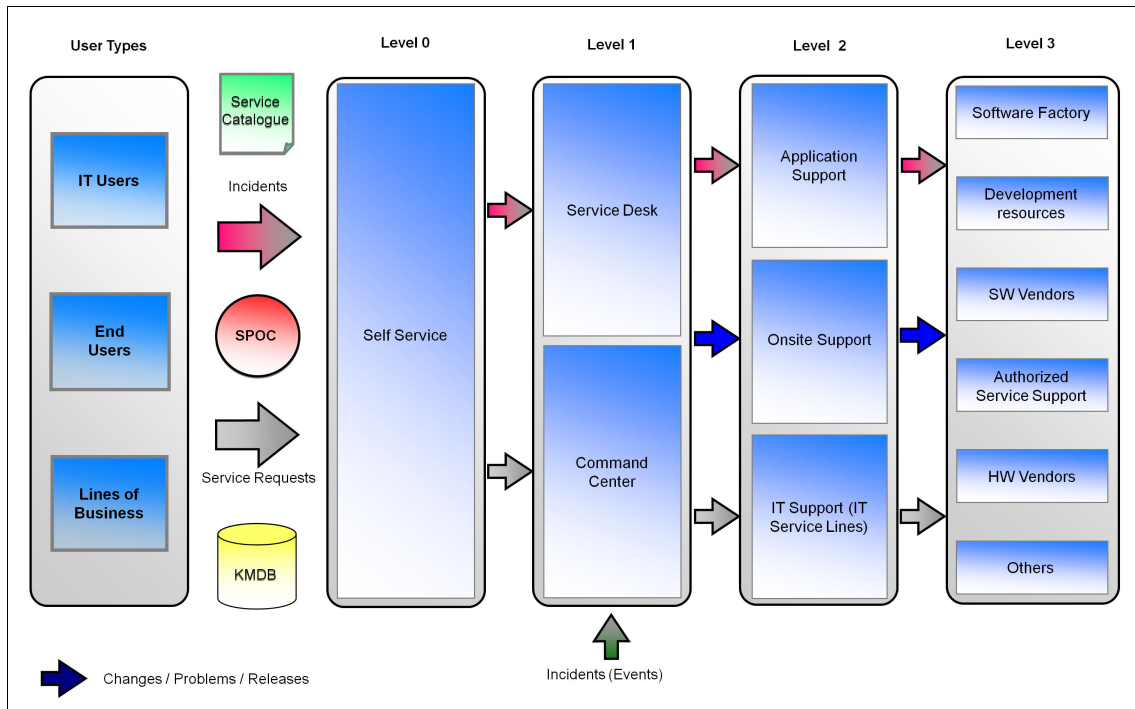 User Types
Level 0
Level 1
Level 2
Level 3
IT Users
End
Users
Lines of
Business
Service
Catalogue
Incidents
SPOC
Service Requests
KMDB
Self Service
Service Desk
Command
Center
Incidents (Events)
Application
Support
Onsite Support
IT Support (IT
Service Lines)
Software Factory
Development
resources
SW Vendors
Authorized
Service Support
HW Vendors
Others
Changes / Problems / Releases